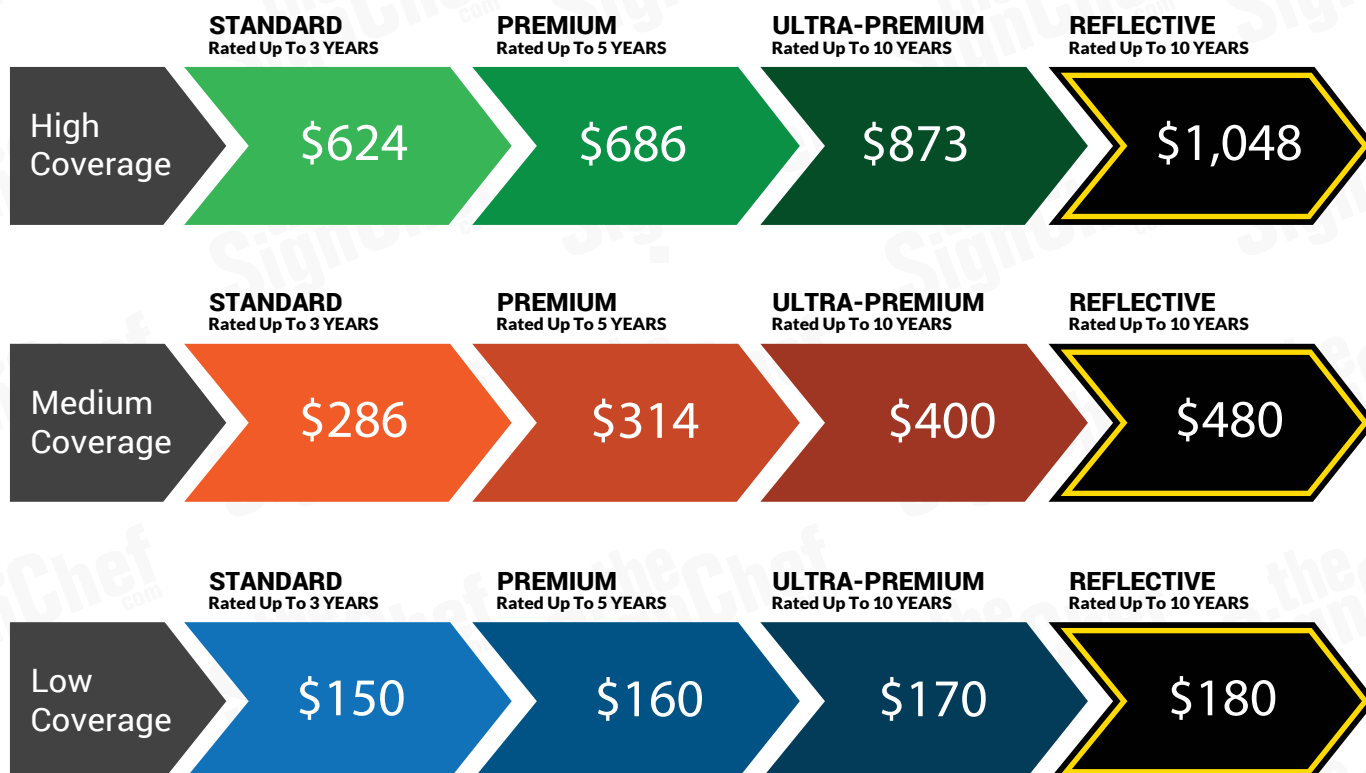 STANDARD PREMIUM ULTRA-PREMIUM REFLECTIVE
Rated Up To 3 YEARS Rated Up To 5 YEARS Rated Up To 10 YEARS Rated Up To 10 YEARS
High
Coverage
$624 $686 $873 $1,048
STANDARD PREMIUM ULTRA-PREMIUM REFLECTIVE
Rated Up To 3 YEARS Rated Up To 5 YEARS Rated Up To 10 YEARS Rated Up To 10 YEARS
Medium
Coverage
$286 $314 $400 $480
STANDARD PREMIUM ULTRA-PREMIUM REFLECTIVE
Rated Up To 3 YEARS Rated Up To 5 YEARS Rated Up To 10 YEARS Rated Up To 10 YEARS
Low
Coverage
$150 $160 $170 $180